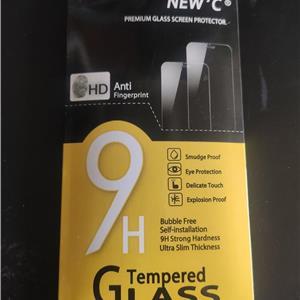 NEW'C®
PREMIUM GLASS SCREEN PROTECTOR
HD
Anti
Fingerprint
9H
Smudge Proof
Eye Protection
Delicate Touch
Explosion Proof
Bubble Free
Self-installation
9H Strong Hardness
Ultra Slim Thickness
Tempered
GLASS